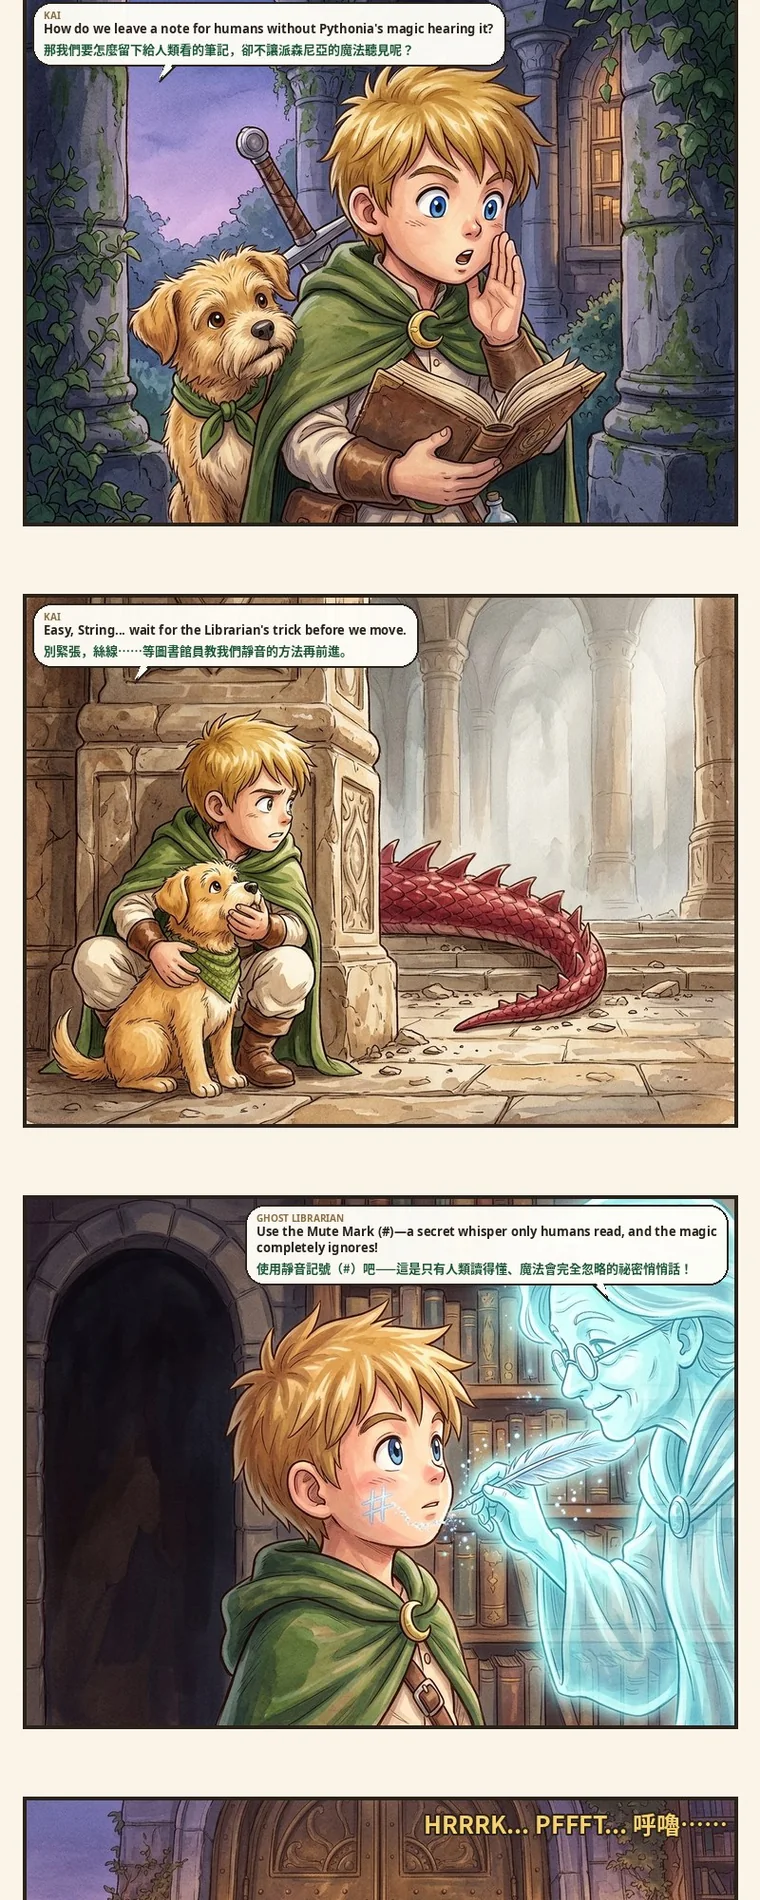 KAI
How do we leave a note for humans without Pythonia's magic hearing it?
那我們要怎麼留下給人類看的筆記，卻不讓派森尼亞的魔法聽見呢？
KAI
Easy, String... wait for the Librarian's trick before we move.
別緊張，絲線⋯⋯等圖書館員教我們靜音的方法再前進。
GHOST LIBRARIAN
Use the Mute Mark (#)—a secret whisper only humans read, and the magic
completely ignores!
使用靜音記號（#）吧——這是只有人類讀得懂、魔法會完全忽略的祕密悄悄話！
#
HRRRK... PFFFT... 呼嚕⋯⋯